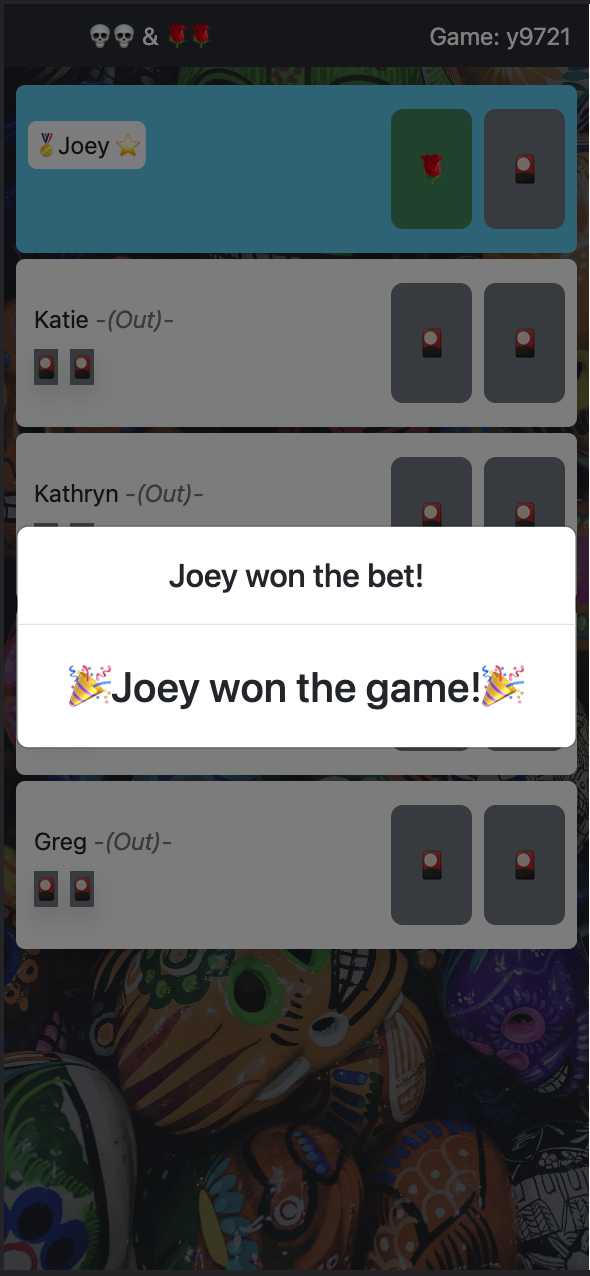 💀💀 & 🌹🌹 Game: y9721
🏅Joey ⭐
Katie -(Out)-
Kathryn -(Out)-
Joey won the bet!
🎉Joey won the game!🎉
Greg -(Out)-